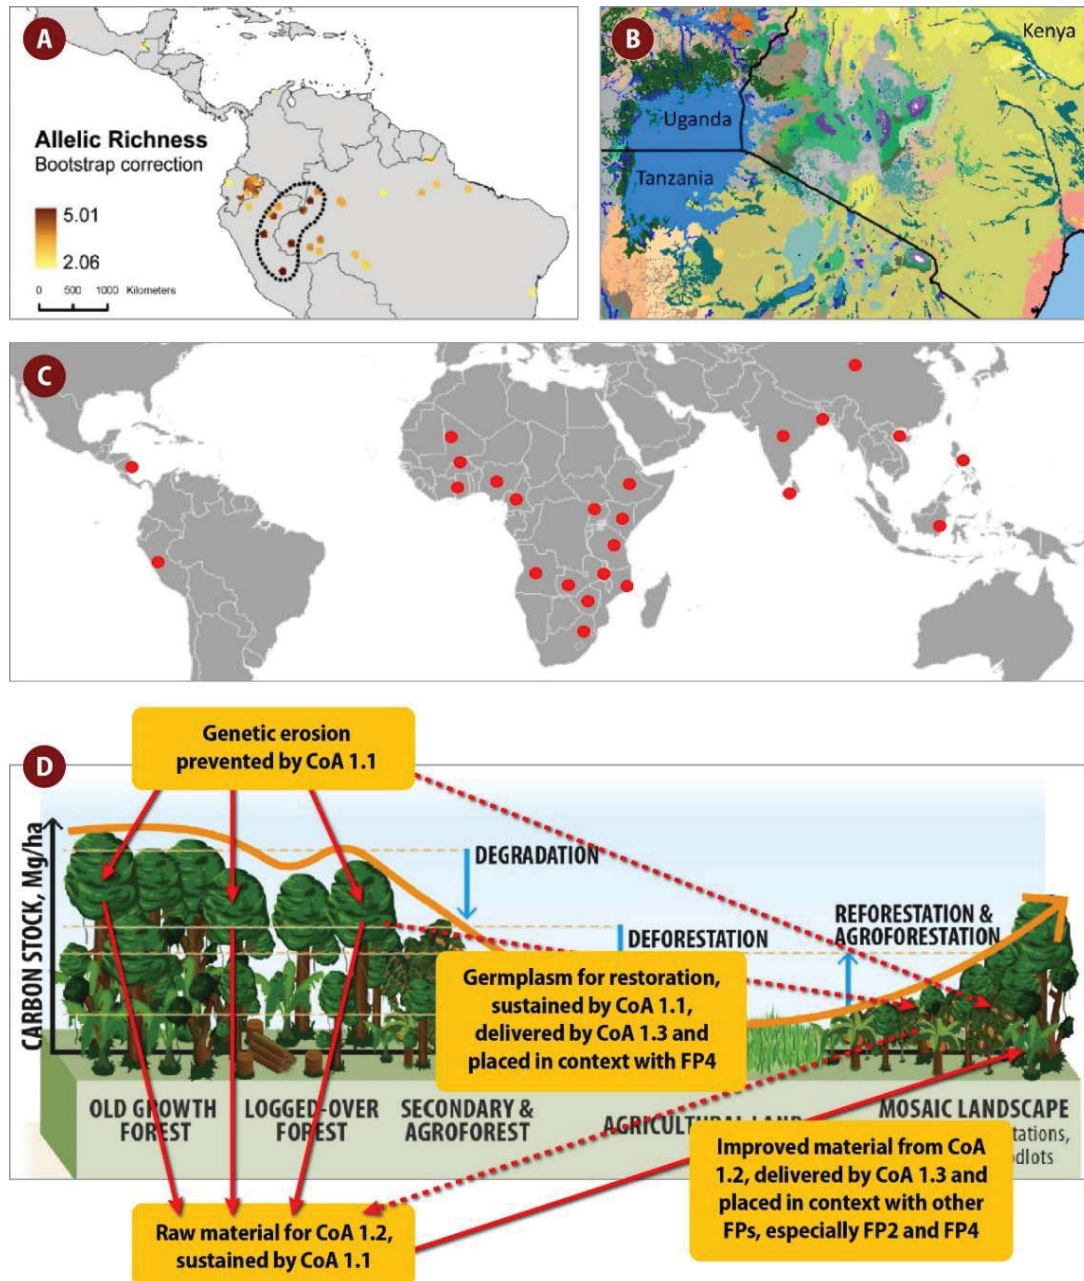 A
Allelic Richness
Bootstrap correction
5.01
2.06
0 500 1000 Kilometers
B
Kenya
Uganda
Tanzania
C
D
Genetic erosion
prevented by CoA 1.1
CARBON STOCK, Mg/ha
DEGRADATION
DEFORESTATION
REFORESTATION &
AGROFORESTATION
Germplasm for restoration,
sustained by CoA 1.1,
delivered by CoA 1.3 and
placed in context with FP4
OLD GROWTH
FOREST
LOGGED-OVER
FOREST
SECONDARY &
AGROFOREST
AGRICULTURAL LAND
MOSAIC LANDSCAPE
tations,
odlots
Improved material from CoA
1.2, delivered by CoA 1.3 and
placed in context with other
FPs, especially FP2 and FP4
Raw material for CoA 1.2,
sustained by CoA 1.1